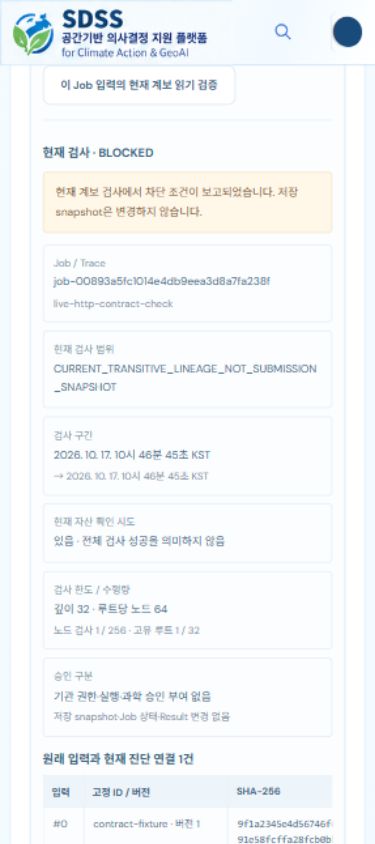 SDSS
공간기반 의사결정 지원 플랫폼
for Climate Action & GeoAI
이 Job 입력의 현재 계보 읽기 검증
현재 검사 · BLOCKED
현재 계보 검사에서 차단 조건이 보고되었습니다. 저장
snapshot은 변경하지 않습니다.
Job / Trace
job-00893a5fc1014e4db9eea3d8a7fa238f
live-http-contract-check
현재 검사 범위
CURRENT_TRANSITIVE_LINEAGE_NOT_SUBMISSION
_SNAPSHOT
검사 구간
2026. 10. 17. 10시 46분 45초 KST
→ 2026. 10. 17. 10시 46분 45초 KST
현재 자산 확인 시도
있음 · 전체 검사 성공을 의미하지 않음
검사 한도 / 수행량
깊이 32 · 루트당 노드 64
노드 검사 1 / 256 · 고유 루트 1 / 32
승인 구분
기관 권한·실행·과학 승인 부여 없음
저장 snapshot·Job 상태·Result 변경 없음
원래 입력과 현재 진단 연결 1건
입력 고정 ID / 버전 SHA-256
#0 contract-fixture · 버전 1 9f1a2345e4d56746f
91e58fcffa28fcb0b